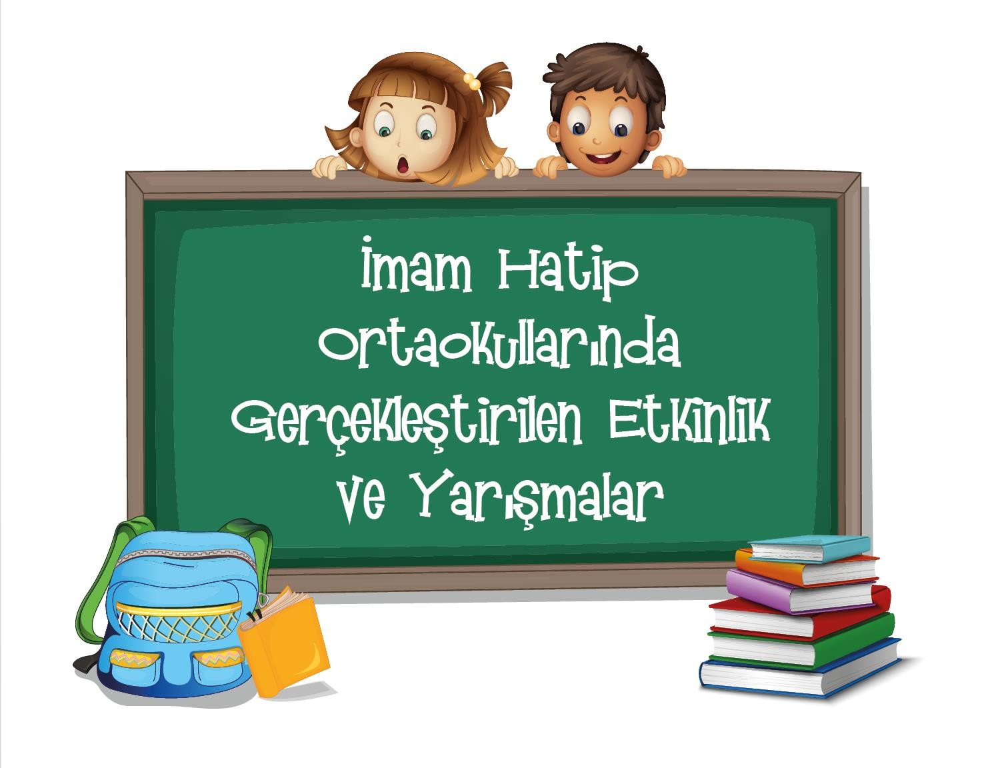 İmam Hatip
Ortaokullarında
Gerçekleştirilen Etkinlik
ve Yarışmalar